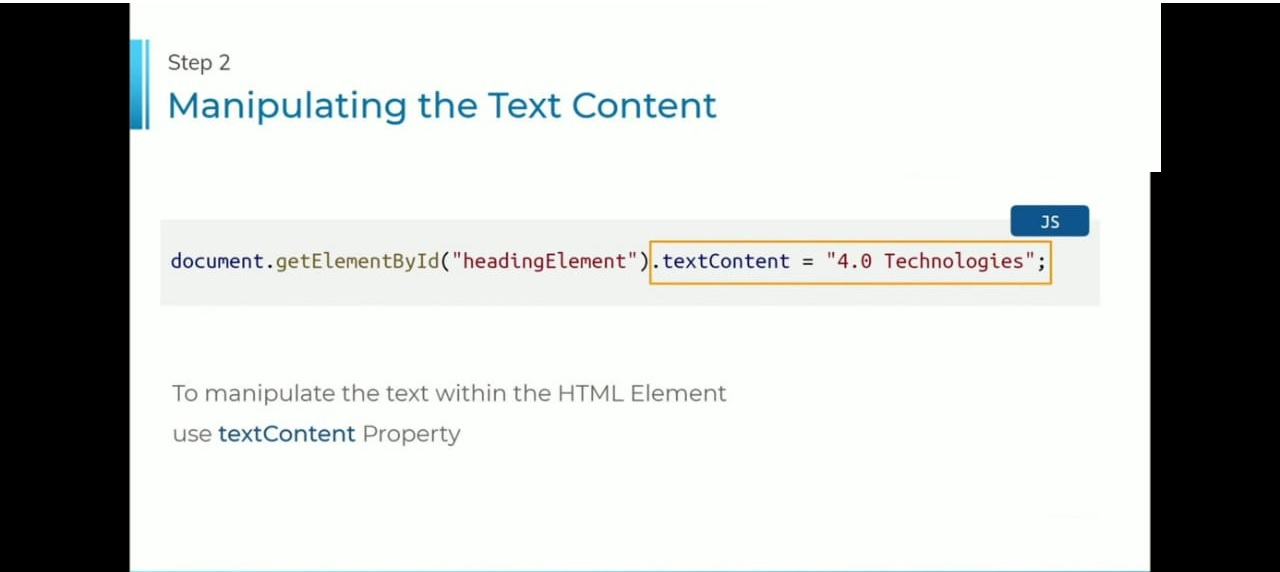 Step 2
Manipulating the Text Content
JS
document.getElementById("headingElement").textContent = "4.0 Technologies";
To manipulate the text within the HTML Element
use textContent Property